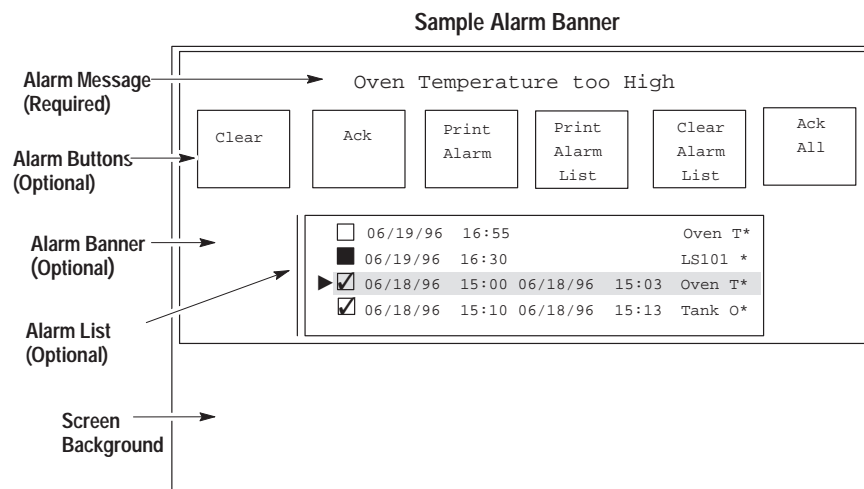 Sample Alarm Banner
Alarm Message
(Required)
Oven Temperature too High
Alarm Buttons
(Optional)
Clear
Ack
Print
Alarm
Print
Alarm
List
Clear
Alarm
List
Ack
All
Alarm Banner
(Optional)
06/19/96 16:55 Oven T*
06/19/96 16:30 LS101 *
06/18/96 15:00 06/18/96 15:03 Oven T*
06/18/96 15:10 06/18/96 15:13 Tank O*
Alarm List
(Optional)
Screen
Background